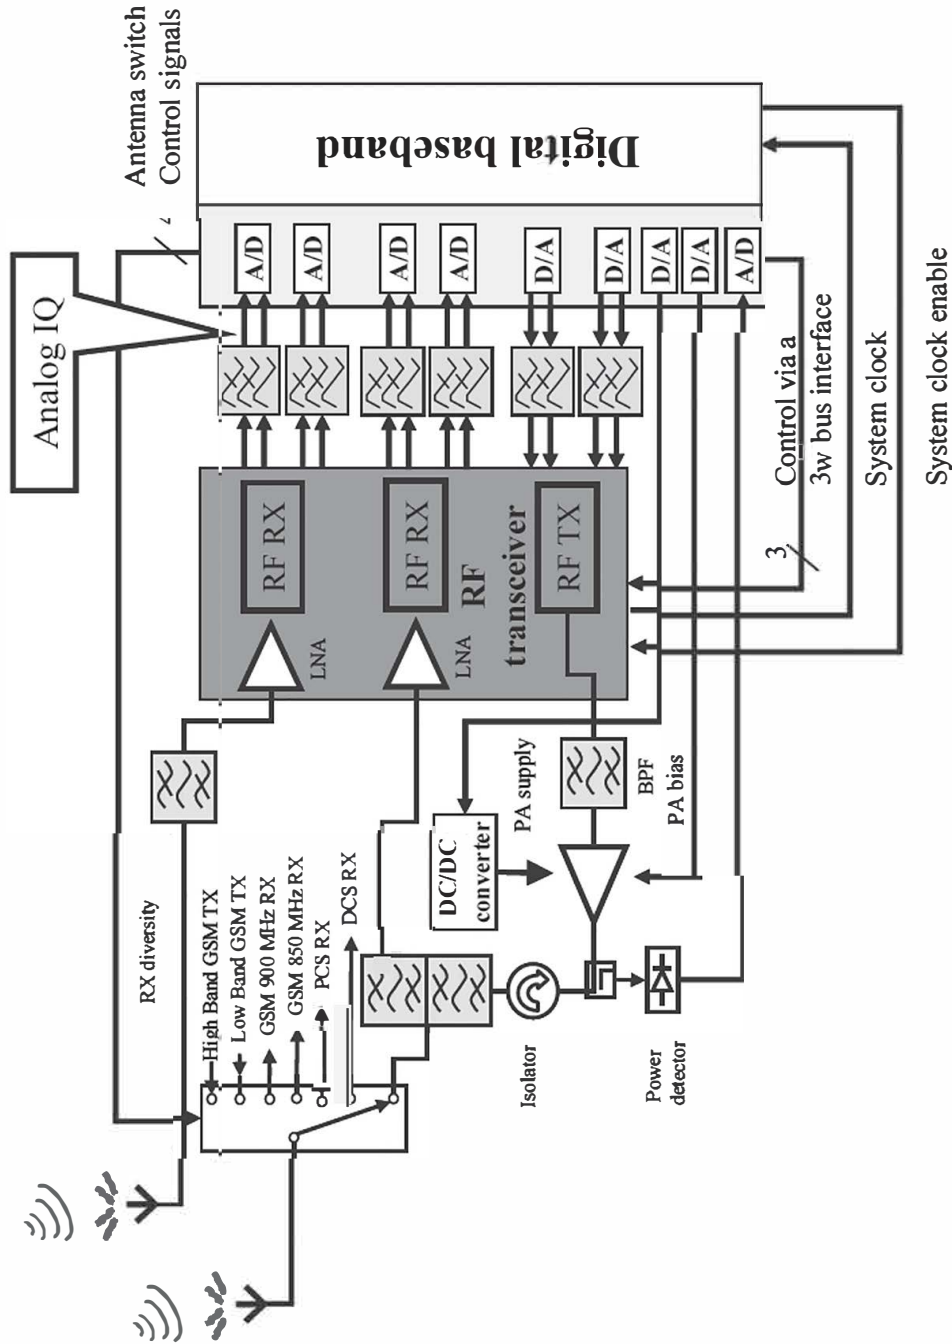 Antenna switch
Control signals
Analog IQ
Digital baseband
A/D
A/D
A/D
A/D
D/A
D/A
D/A
D/A
A/D
RF RX
RF RX
RF
transceiver
RF TX
LNA
LNA
Control via a
3w bus interface
3
System clock
System clock enable
RX diversity
High Band GSM TX
Low Band GSM TX
GSM 900 MHz RX
GSM 850 MHz RX
PCS RX
DCS RX
DC/DC
converter
PA supply
BPF
PA bias
Isolator
Power
detector